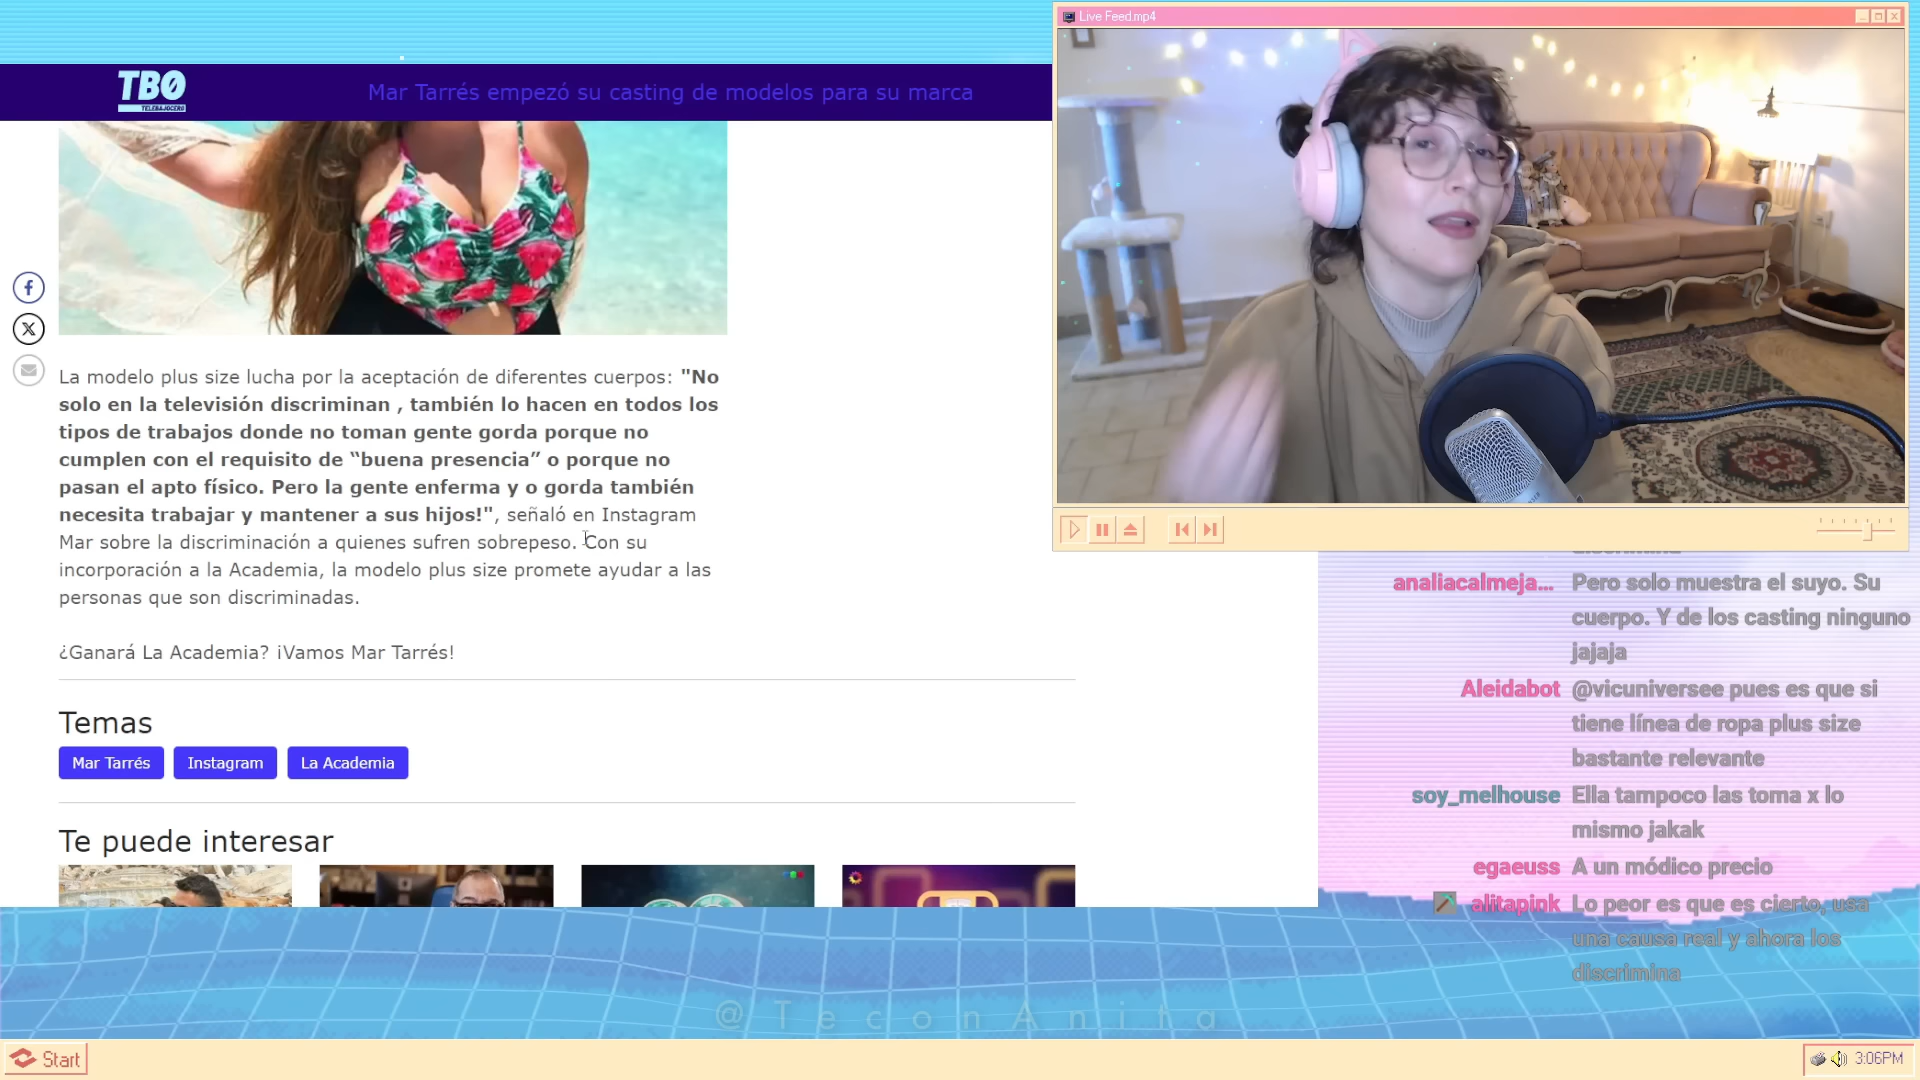 Live Feed.mp4
TB0
TELEBAJOCERO
Mar Tarrés empezó su casting de modelos para su marca
La modelo plus size lucha por la aceptación de diferentes cuerpos: "No
solo en la televisión discriminan , también lo hacen en todos los
tipos de trabajos donde no toman gente gorda porque no
cumplen con el requisito de “buena presencia” o porque no
pasan el apto físico. Pero la gente enferma y o gorda también
necesita trabajar y mantener a sus hijos!", señaló en Instagram
Mar sobre la discriminación a quienes sufren sobrepeso. Con su
incorporación a la Academia, la modelo plus size promete ayudar a las
personas que son discriminadas.
¿Ganará La Academia? ¡Vamos Mar Tarrés!
Temas
Mar Tarrés Instagram La Academia
Te puede interesar
discrimina
analiacalmeja... Pero solo muestra el suyo. Su
cuerpo. Y de los casting ninguno
jajaja
Aleidabot @vicuniversee pues es que si
tiene línea de ropa plus size
bastante relevante
soy_melhouse Ella tampoco las toma x lo
mismo jakak
egaeuss A un módico precio
alitapink Lo peor es que es cierto, usa
una causa real y ahora los
discrimina
@TeconAnita
Start
3:06PM